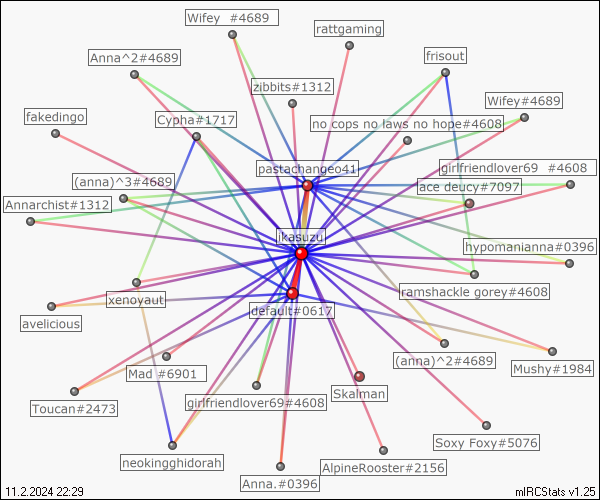 Wifey #4689
rattgaming
Anna^2#4689
frisout
zibbits#1312
Wifey#4689
fakedingo
Cypha#1717
no cops no laws no hope#4608
pastachangeo41
girlfriendlover69 #4608
(anna)^3#4689
ace deucy#7097
Annarchist#1312
ikasuzu
hypomanianna#0396
xenoyaut
ramshackle gorey#4608
avelicious
default#0617
(anna)^2#4689
Mad #6901
Mushy#1984
Skalman
girlfriendlover69#4608
Toucan#2473
Soxy Foxy#5076
neokingghidorah
AlpineRooster#2156
Anna.#0396
11.2.2024 22:29
mIRCStats v1.25